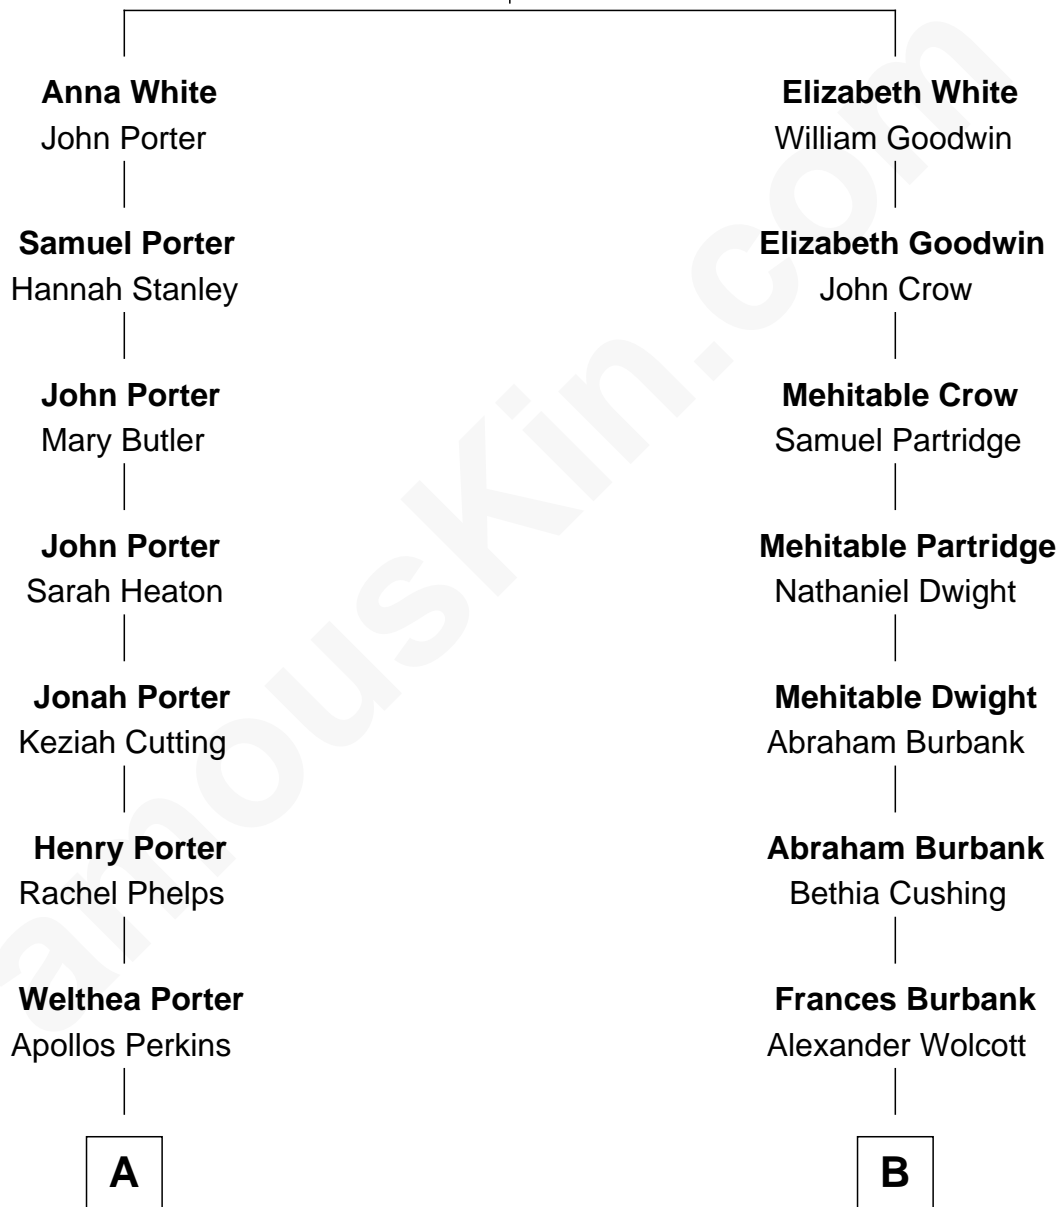 Anna White
John Porter
Elizabeth White
William Goodwin
Samuel Porter
Hannah Stanley
Elizabeth Goodwin
John Crow
John Porter
Mary Butler
Mehitable Crow
Samuel Partridge
John Porter
Sarah Heaton
Mehitable Partridge
Nathaniel Dwight
Jonah Porter
Keziah Cutting
Mehitable Dwight
Abraham Burbank
Henry Porter
Rachel Phelps
Abraham Burbank
Bethia Cushing
Welthea Porter
Apollos Perkins
Frances Burbank
Alexander Wolcott
A
B
amousKin.com